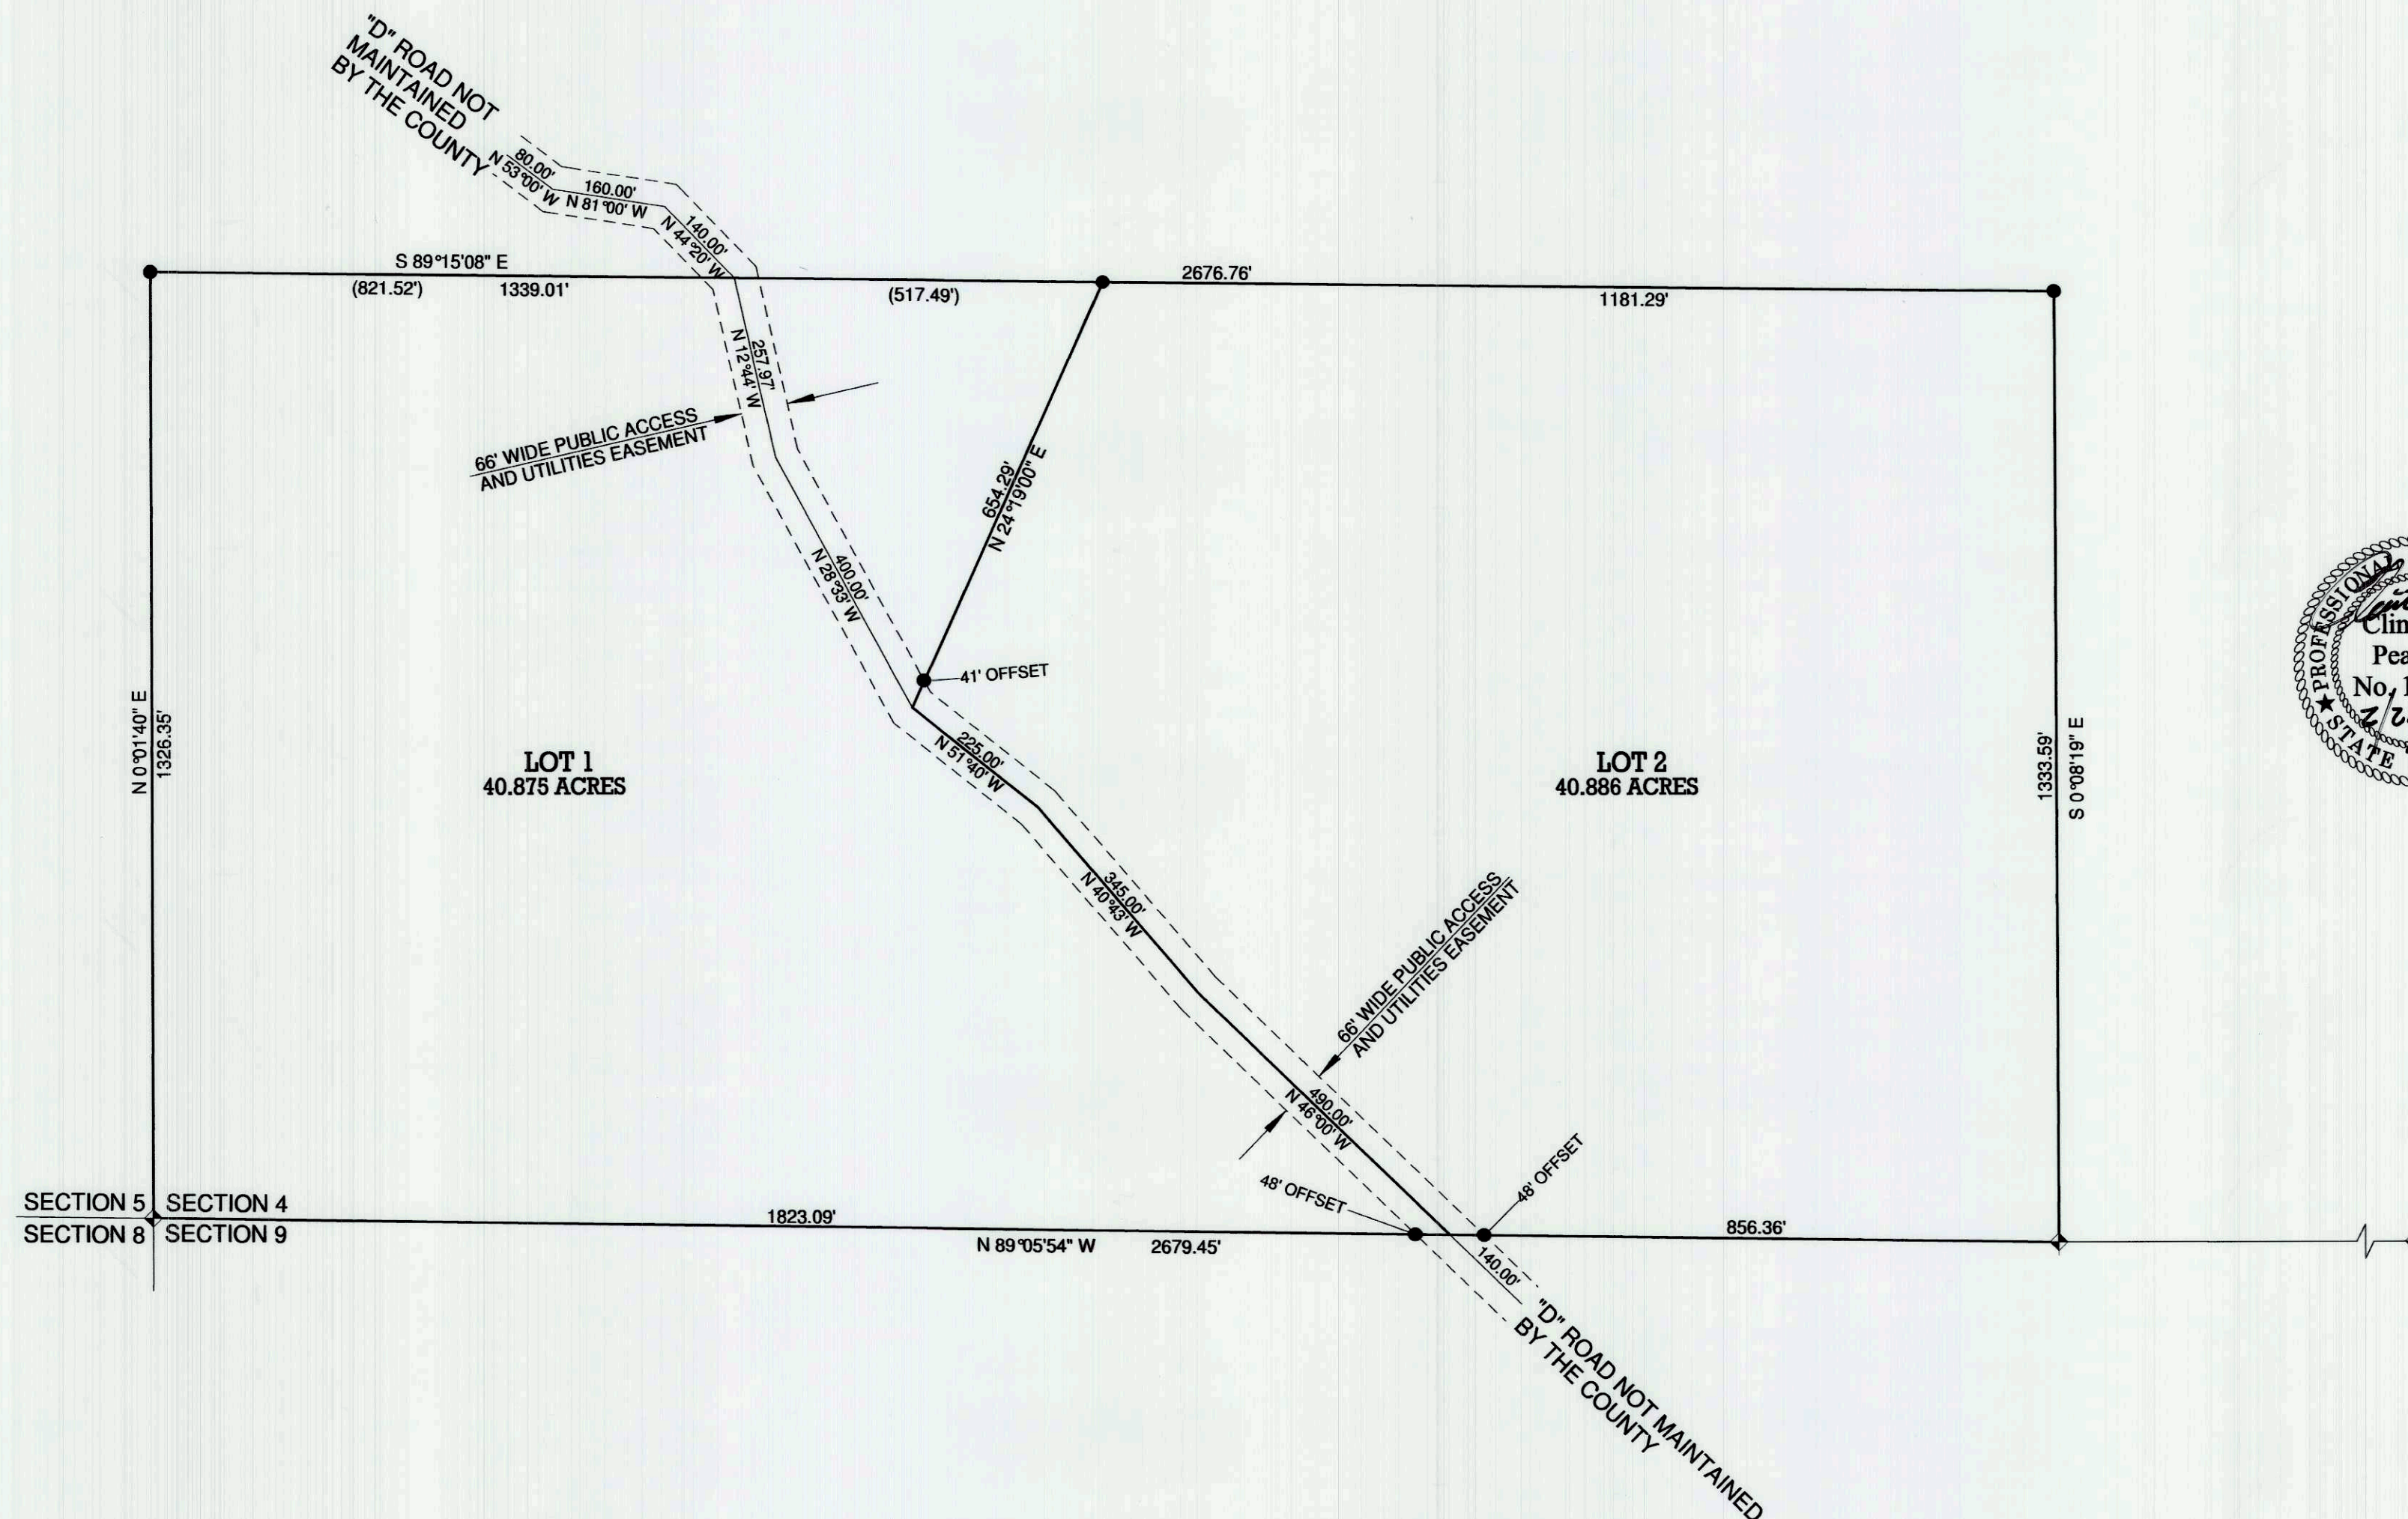 "D" ROAD NOT
MAINTAINED
BY THE COUNTY
80.00'
N 53°00' W
160.00'
N 81°00' W
140.00'
N 44°20' W
S 89°15'08" E
2676.76'
(821.52')
1339.01'
(517.49')
1181.29'
257.97'
N 12°44' W
66' WIDE PUBLIC ACCESS
AND UTILITIES EASEMENT
654.29'
N 24°19'00" E
400.00'
N 28°33' W
41' OFFSET
N 0°01'40" E
1326.35'
LOT 1
40.875 ACRES
225.00'
N 51°40' W
LOT 2
40.886 ACRES
1333.59'
S 0°08'19" E
PROFESSIONAL
Clin
Pea
No. 1
★ STATE
345.00'
N 40°43' W
66' WIDE PUBLIC ACCESS
AND UTILITIES EASEMENT
490.00'
N 46°00' W
48' OFFSET
48' OFFSET
SECTION 5
SECTION 4
SECTION 8
SECTION 9
1823.09'
856.36'
N 89°05'54" W
2679.45'
140.00'
"D" ROAD NOT MAINTAINED
BY THE COUNTY